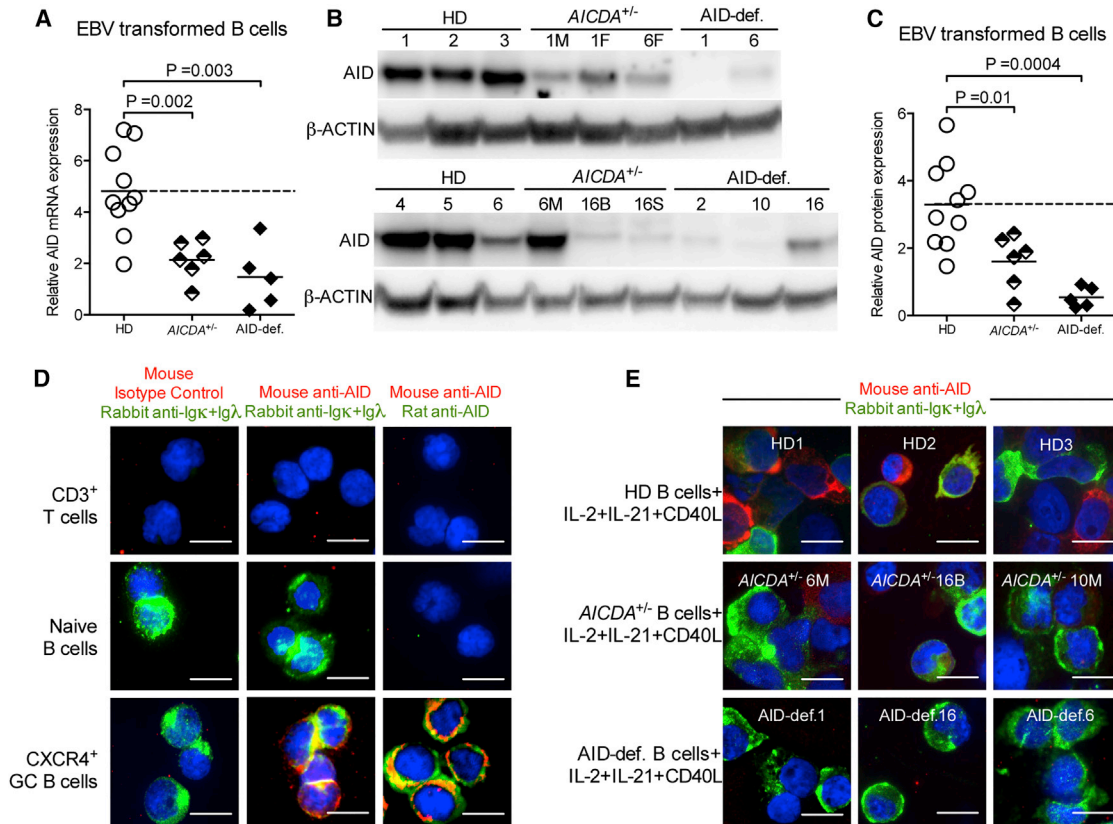 A
EBV transformed B cells
P =0.003
P =0.002
Relative AID mRNA expression
8
6
4
2
0
HD
AICDA+/-
AID-def.
B
HD AICDA+/- AID-def.
1 2 3 1M 1F 6F 1 6
AID
β-ACTIN
HD AICDA+/- AID-def.
4 5 6 6M 16B 16S 2 10 16
AID
β-ACTIN
C
EBV transformed B cells
P =0.0004
P =0.01
Relative AID protein expression
6
4
2
0
HD
AICDA+/-
AID-def.
D
Mouse
Isotype Control
Rabbit anti-Igκ+Igλ
Mouse anti-AID
Rabbit anti-Igκ+Igλ
Mouse anti-AID
Rat anti-AID
CD3+
T cells
Naive
B cells
CXCR4+
GC B cells
E
Mouse anti-AID
Rabbit anti-Igκ+Igλ
HD1
HD2
HD3
HD B cells+
IL-2+IL-21+CD40L
AICDA+/- 6M
AICDA+/-16B
AICDA+/- 10M
AICDA+/- B cells+
IL-2+IL-21+CD40L
AID-def.1
AID-def.16
AID-def.6
AID-def. B cells+
IL-2+IL-21+CD40L